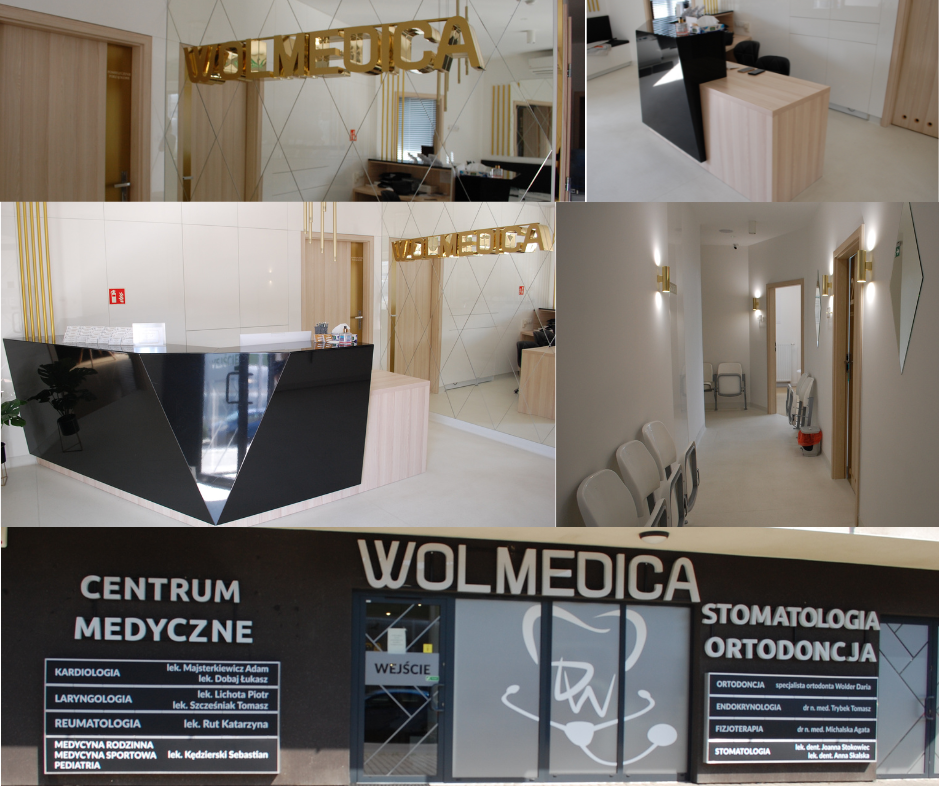 WOLMEDICA
WOLMEDICA
WOLMEDICA
CENTRUM
MEDYCZNE
KARDIOLOGIA
lek. Majsterkiewicz Adam
lek. Dobaj Łukasz
LARYNGOLOGIA
lek. Lichota Piotr
lek. Szcześniak Tomasz
REUMATOLOGIA
lek. Rut Katarzyna
MEDYCYNA RODZINNA
MEDYCYNA SPORTOWA
PEDIATRIA
lek. Kędzierski Sebastian
WEJŚCIE
DW
STOMATOLOGIA
ORTODONCJA
ORTODONCJA
specjalista ortodonta Wolder Daria
ENDOKRYNOLOGIA
dr n. med. Trybek Tomasz
FIZJOTERAPIA
dr n. med. Michalska Agata
STOMATOLOGIA
lek. dent. Joanna Stokowiec
lek. dent. Anna Skalska